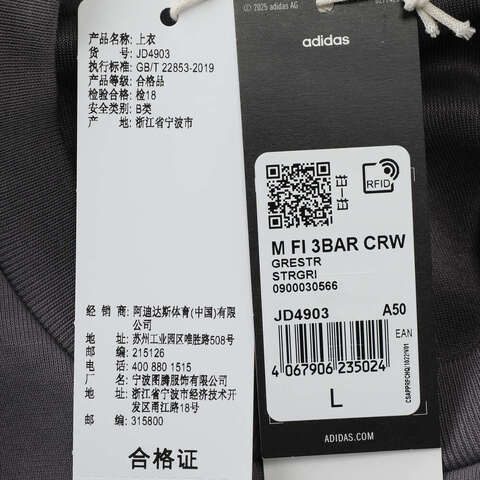 产品名称: 上衣
货 号: JD4903
执行标准: GB/T 22853-2019
产品等级: 合格品
检验合格: 检18
安全类别: B类
产 地: 浙江省宁波市
经 销 商: 阿迪达斯体育(中国)有限
公司
地 址: 苏州工业园区唯胜路508号
邮 编: 215126
电 话: 400 880 1515
厂 名: 宁波图腾服饰有限公司
厂 址: 浙江省宁波市经济技术开
发区甬江路18号
邮 编: 315800
合格证
© 2025 adidas AG
adidas
RFID
M FI 3BAR CRW
GRESTR
STRGRI
0900030566
JD4903 A50
EAN
4 067906 235024
L
ADIDAS.COM